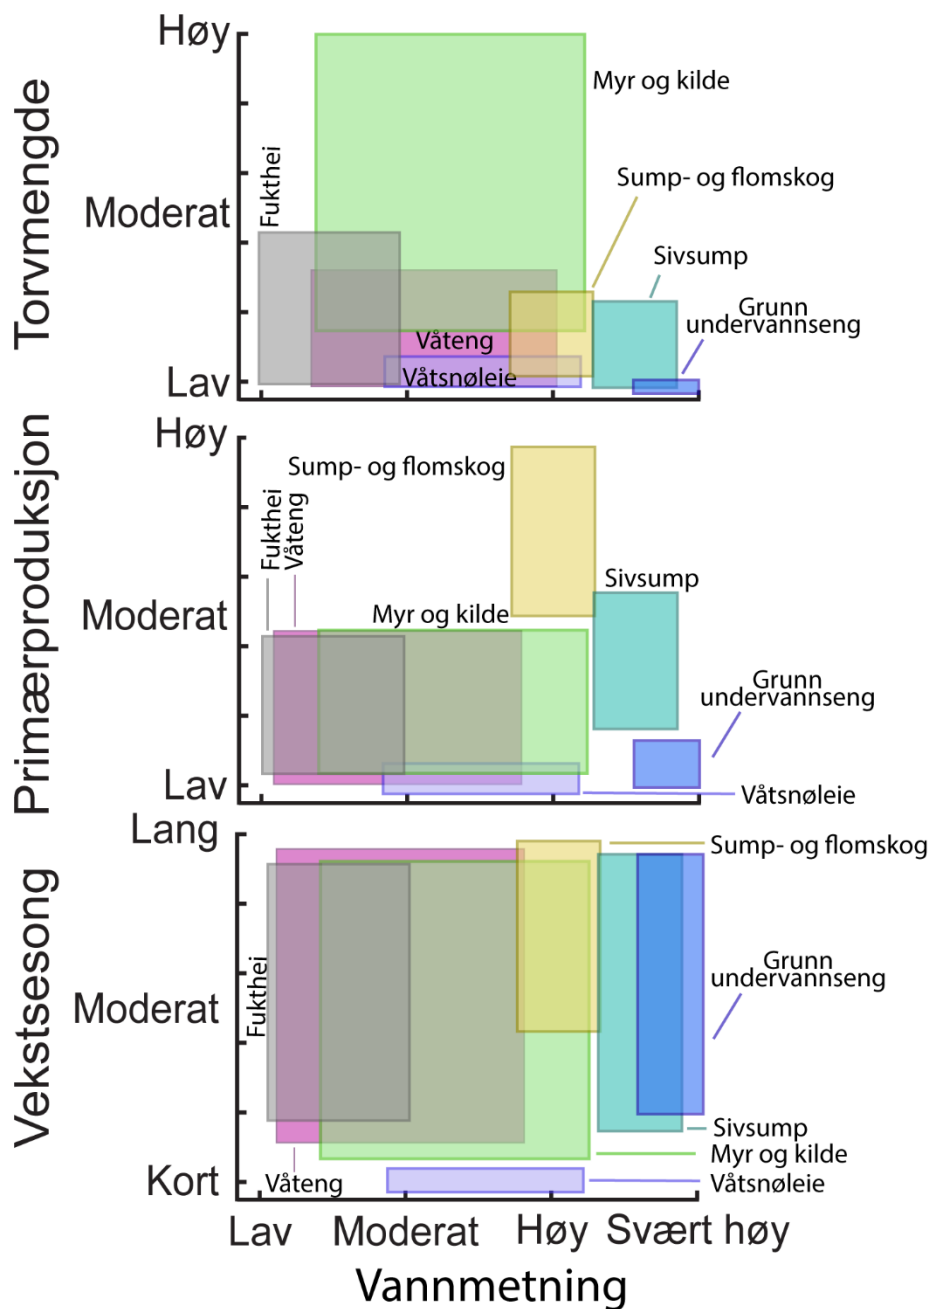 Torvmengde
Høy
Moderat
Lav
Fukthei
Myr og kilde
Sump- og flomskog
Sivsump
Grunn
undervannseng
Våteng
Våtsnøleie
Primærproduksjon
Høy
Moderat
Lav
Fukthei
Våteng
Sump- og flomskog
Myr og kilde
Sivsump
Grunn
undervannseng
Våtsnøleie
Vekstsesong
Lang
Moderat
Kort
Fukthei
Våteng
Sump- og flomskog
Grunn
undervannseng
Sivsump
Myr og kilde
Våtsnøleie
Lav
Moderat
Høy
Svært høy
Vannmetning